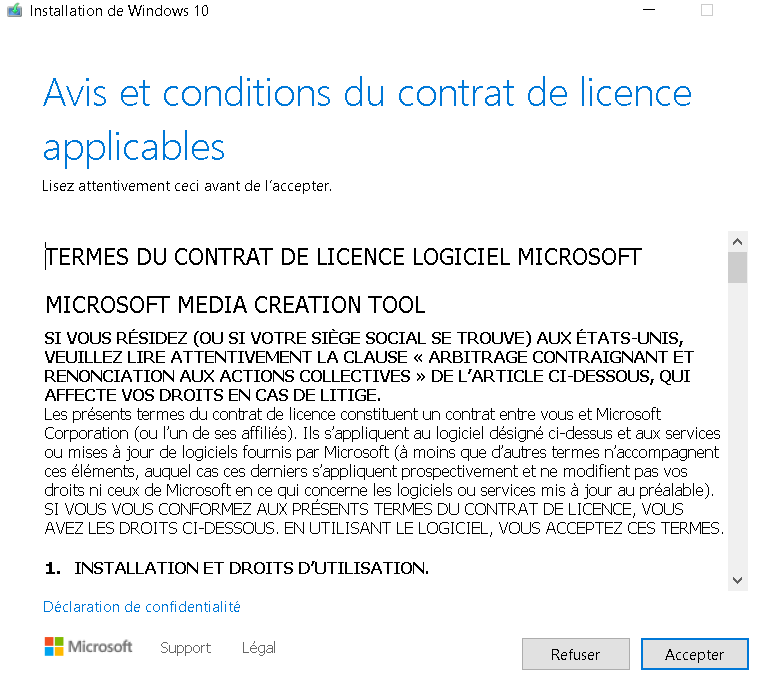 Installation de Windows 10
Avis et conditions du contrat de licence
applicables
Lisez attentivement ceci avant de l'accepter.
TERMES DU CONTRAT DE LICENCE LOGICIEL MICROSOFT
MICROSOFT MEDIA CREATION TOOL
SI VOUS RÉSIDEZ (OU SI VOTRE SIÈGE SOCIAL SE TROUVE) AUX ÉTATS-UNIS,
VEUILLEZ LIRE ATTENTIVEMENT LA CLAUSE « ARBITRAGE CONTRAIGNANT ET
RENONCIATION AUX ACTIONS COLLECTIVES » DE L'ARTICLE CI-DESSOUS, QUI
AFFECTE VOS DROITS EN CAS DE LITIGE.
Les présents termes du contrat de licence constituent un contrat entre vous et Microsoft
Corporation (ou l'un de ses affiliés). Ils s'appliquent au logiciel désigné ci-dessus et aux services
ou mises à jour de logiciels fournis par Microsoft (à moins que d'autres termes n'accompagnent
ces éléments, auquel cas ces derniers s'appliquent prospectivement et ne modifient pas vos
droits ni ceux de Microsoft en ce qui concerne les logiciels ou services mis à jour au préalable).
SI VOUS VOUS CONFORMEZ AUX PRÉSENTS TERMES DU CONTRAT DE LICENCE, VOUS
AVEZ LES DROITS CI-DESSOUS. EN UTILISANT LE LOGICIEL, VOUS ACCEPTEZ CES TERMES.
1. INSTALLATION ET DROITS D'UTILISATION.
Déclaration de confidentialité
Microsoft Support Légal Refuser Accepter